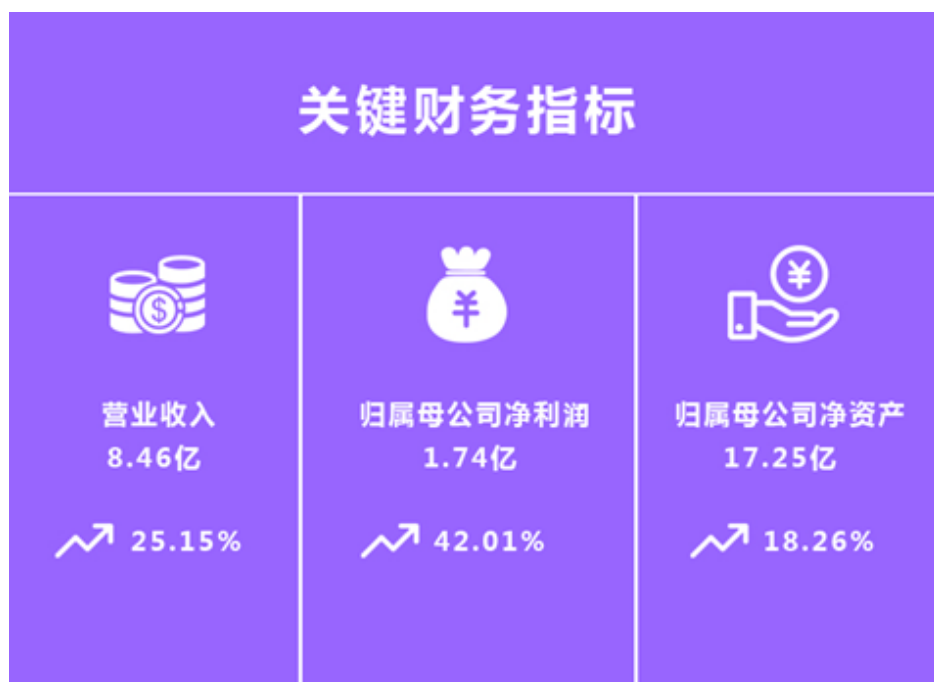 关键财务指标
$
营业收入
8.46亿
25.15%
¥
归属母公司净利润
1.74亿
42.01%
¥
归属母公司净资产
17.25亿
18.26%